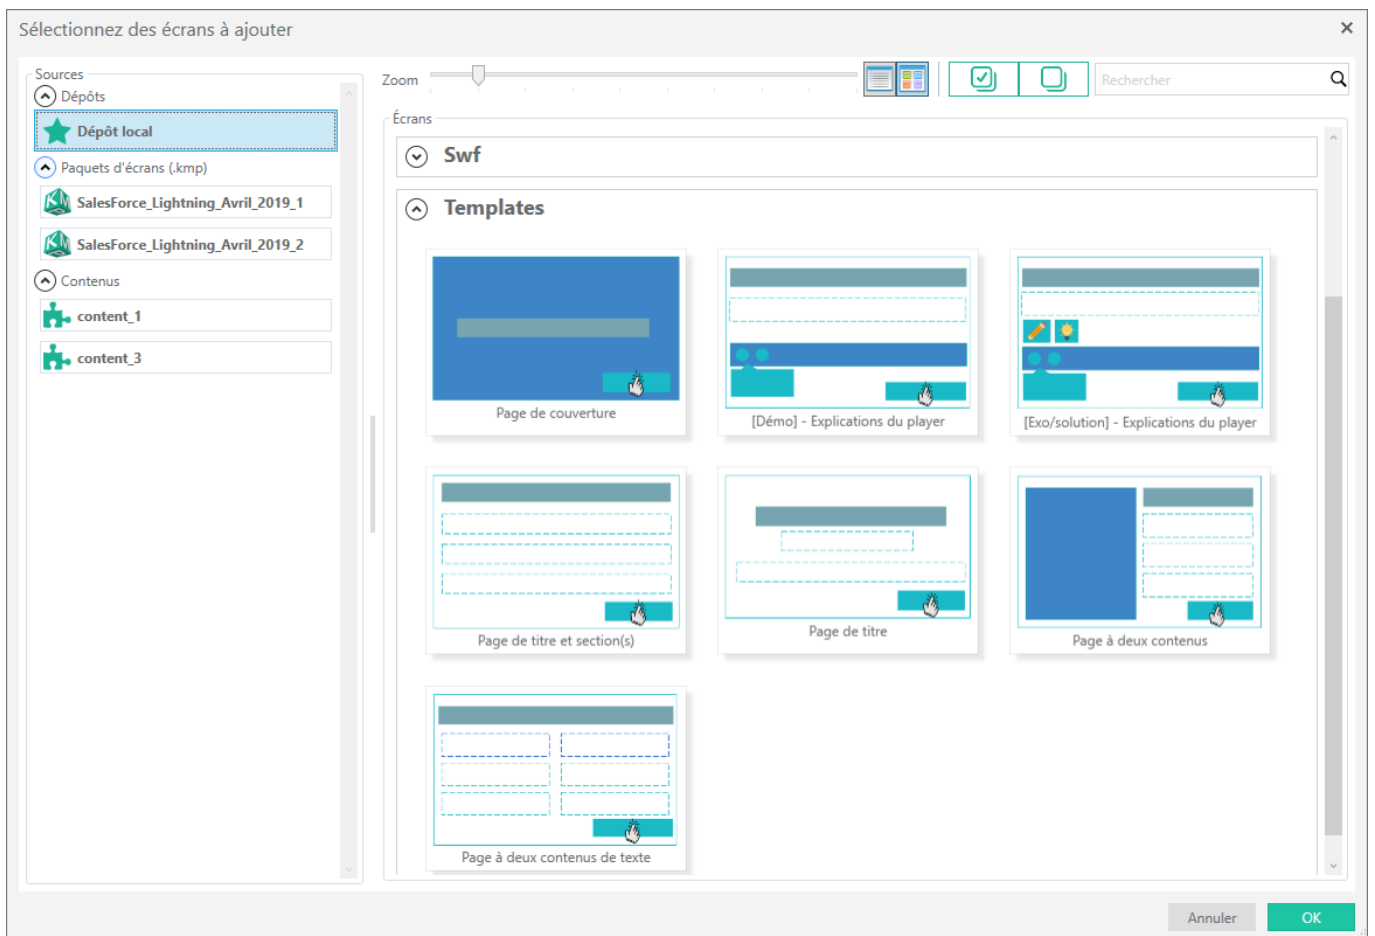 Sélectionnez des écrans à ajouter
Sources
Dépôts
Dépôt local
Paquets d'écrans (.kmp)
SalesForce_Lightning_Avril_2019_1
SalesForce_Lightning_Avril_2019_2
Contenus
content_1
content_3
Zoom
Rechercher
Écrans
Swf
Templates
Page de couverture
[Démo] - Explications du player
[Exo/solution] - Explications du player
Page de titre et section(s)
Page de titre
Page à deux contenus
Page à deux contenus de texte
Annuler
OK